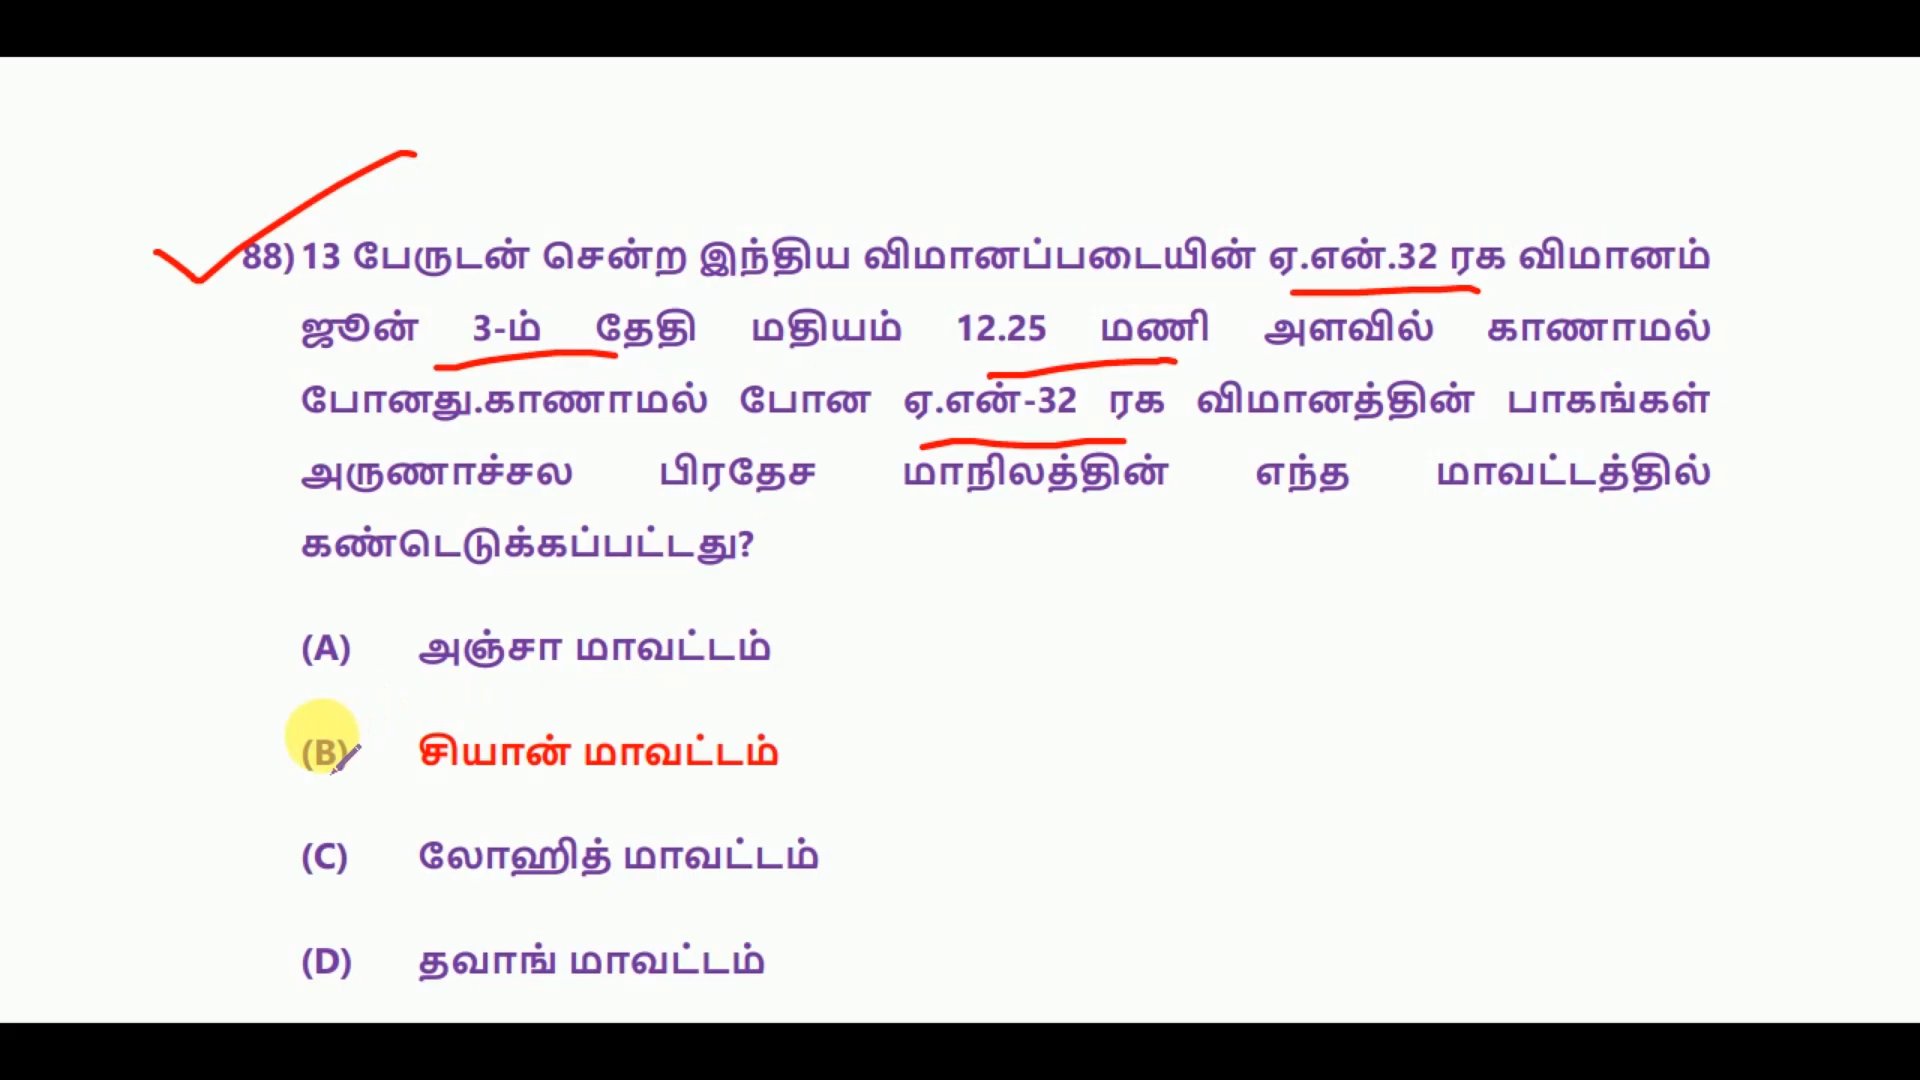 88) 13 பேருடன் சென்ற இந்திய விமானப்படையின் ஏ.என்.32 ரக விமானம்
ஜூன் 3-ம் தேதி மதியம் 12.25 மணி அளவில் காணாமல்
போனது.காணாமல் போன ஏ.என்-32 ரக விமானத்தின் பாகங்கள்
அருணாச்சல பிரதேச மாநிலத்தின் எந்த மாவட்டத்தில்
கண்டெடுக்கப்பட்டது?
(A) அஞ்சா மாவட்டம்
(B) சியான் மாவட்டம்
(C) லோஹித் மாவட்டம்
(D) தவாங் மாவட்டம்